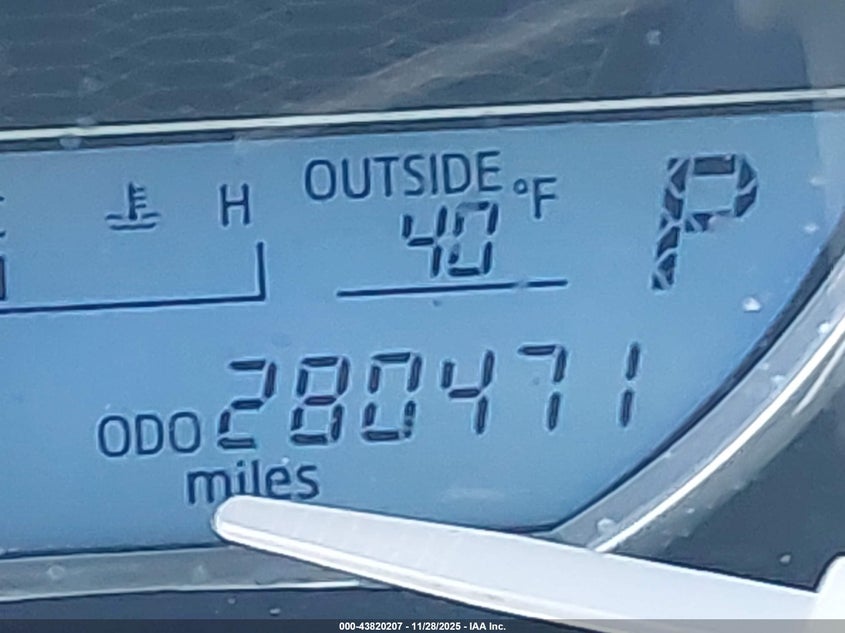 OUTSIDE °F P
H
40
ODO 280471
miles
000-43820207 - 11/28/2025 - IAA Inc.